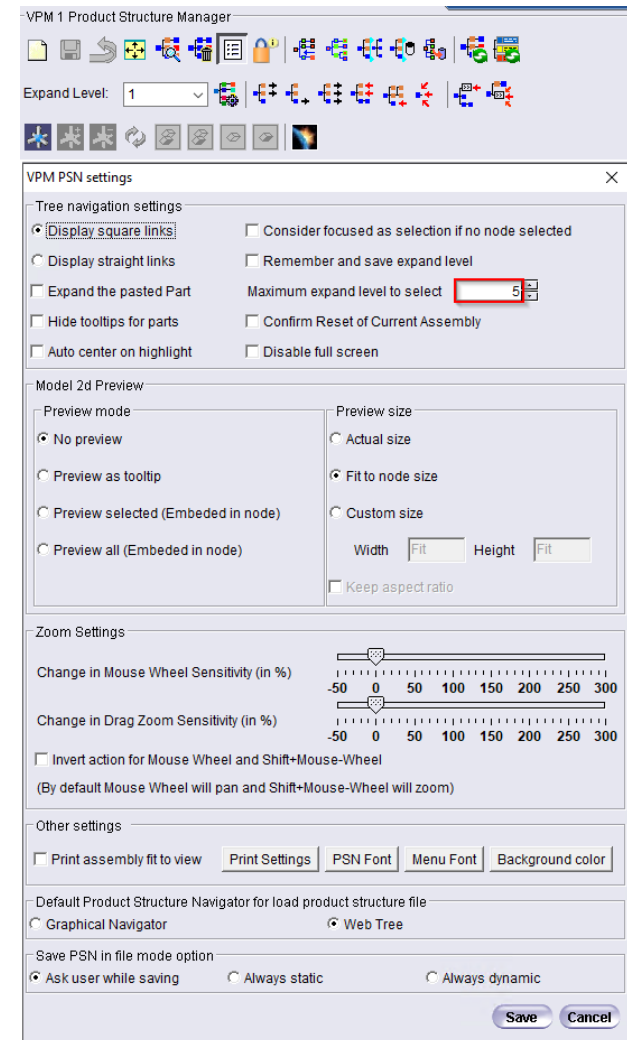 VPM 1 Product Structure Manager
Expand Level: 1
VPM PSN settings
Tree navigation settings
Display square links
Consider focused as selection if no node selected
Display straight links
Remember and save expand level
Expand the pasted Part
Maximum expand level to select 5
Hide tooltips for parts
Confirm Reset of Current Assembly
Auto center on highlight
Disable full screen
Model 2d Preview
Preview mode
No preview
Preview as tooltip
Preview selected (Embeded in node)
Preview all (Embeded in node)
Preview size
Actual size
Fit to node size
Custom size
Width Fit Height Fit
Keep aspect ratio
Zoom Settings
Change in Mouse Wheel Sensitivity (in %)
-50 0 50 100 150 200 250 300
Change in Drag Zoom Sensitivity (in %)
-50 0 50 100 150 200 250 300
Invert action for Mouse Wheel and Shift+Mouse-Wheel
(By default Mouse Wheel will pan and Shift+Mouse-Wheel will zoom)
Other settings
Print assembly fit to view Print Settings PSN Font Menu Font Background color
Default Product Structure Navigator for load product structure file
Graphical Navigator Web Tree
Save PSN in file mode option
Ask user while saving Always static Always dynamic
Save Cancel